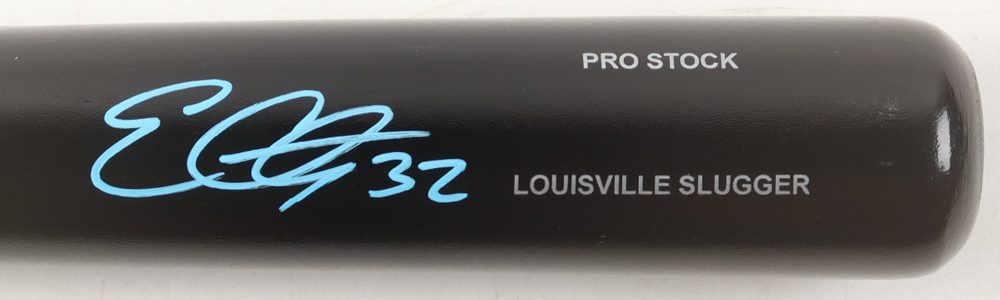 PRO STOCK
32
LOUISVILLE SLUGGER